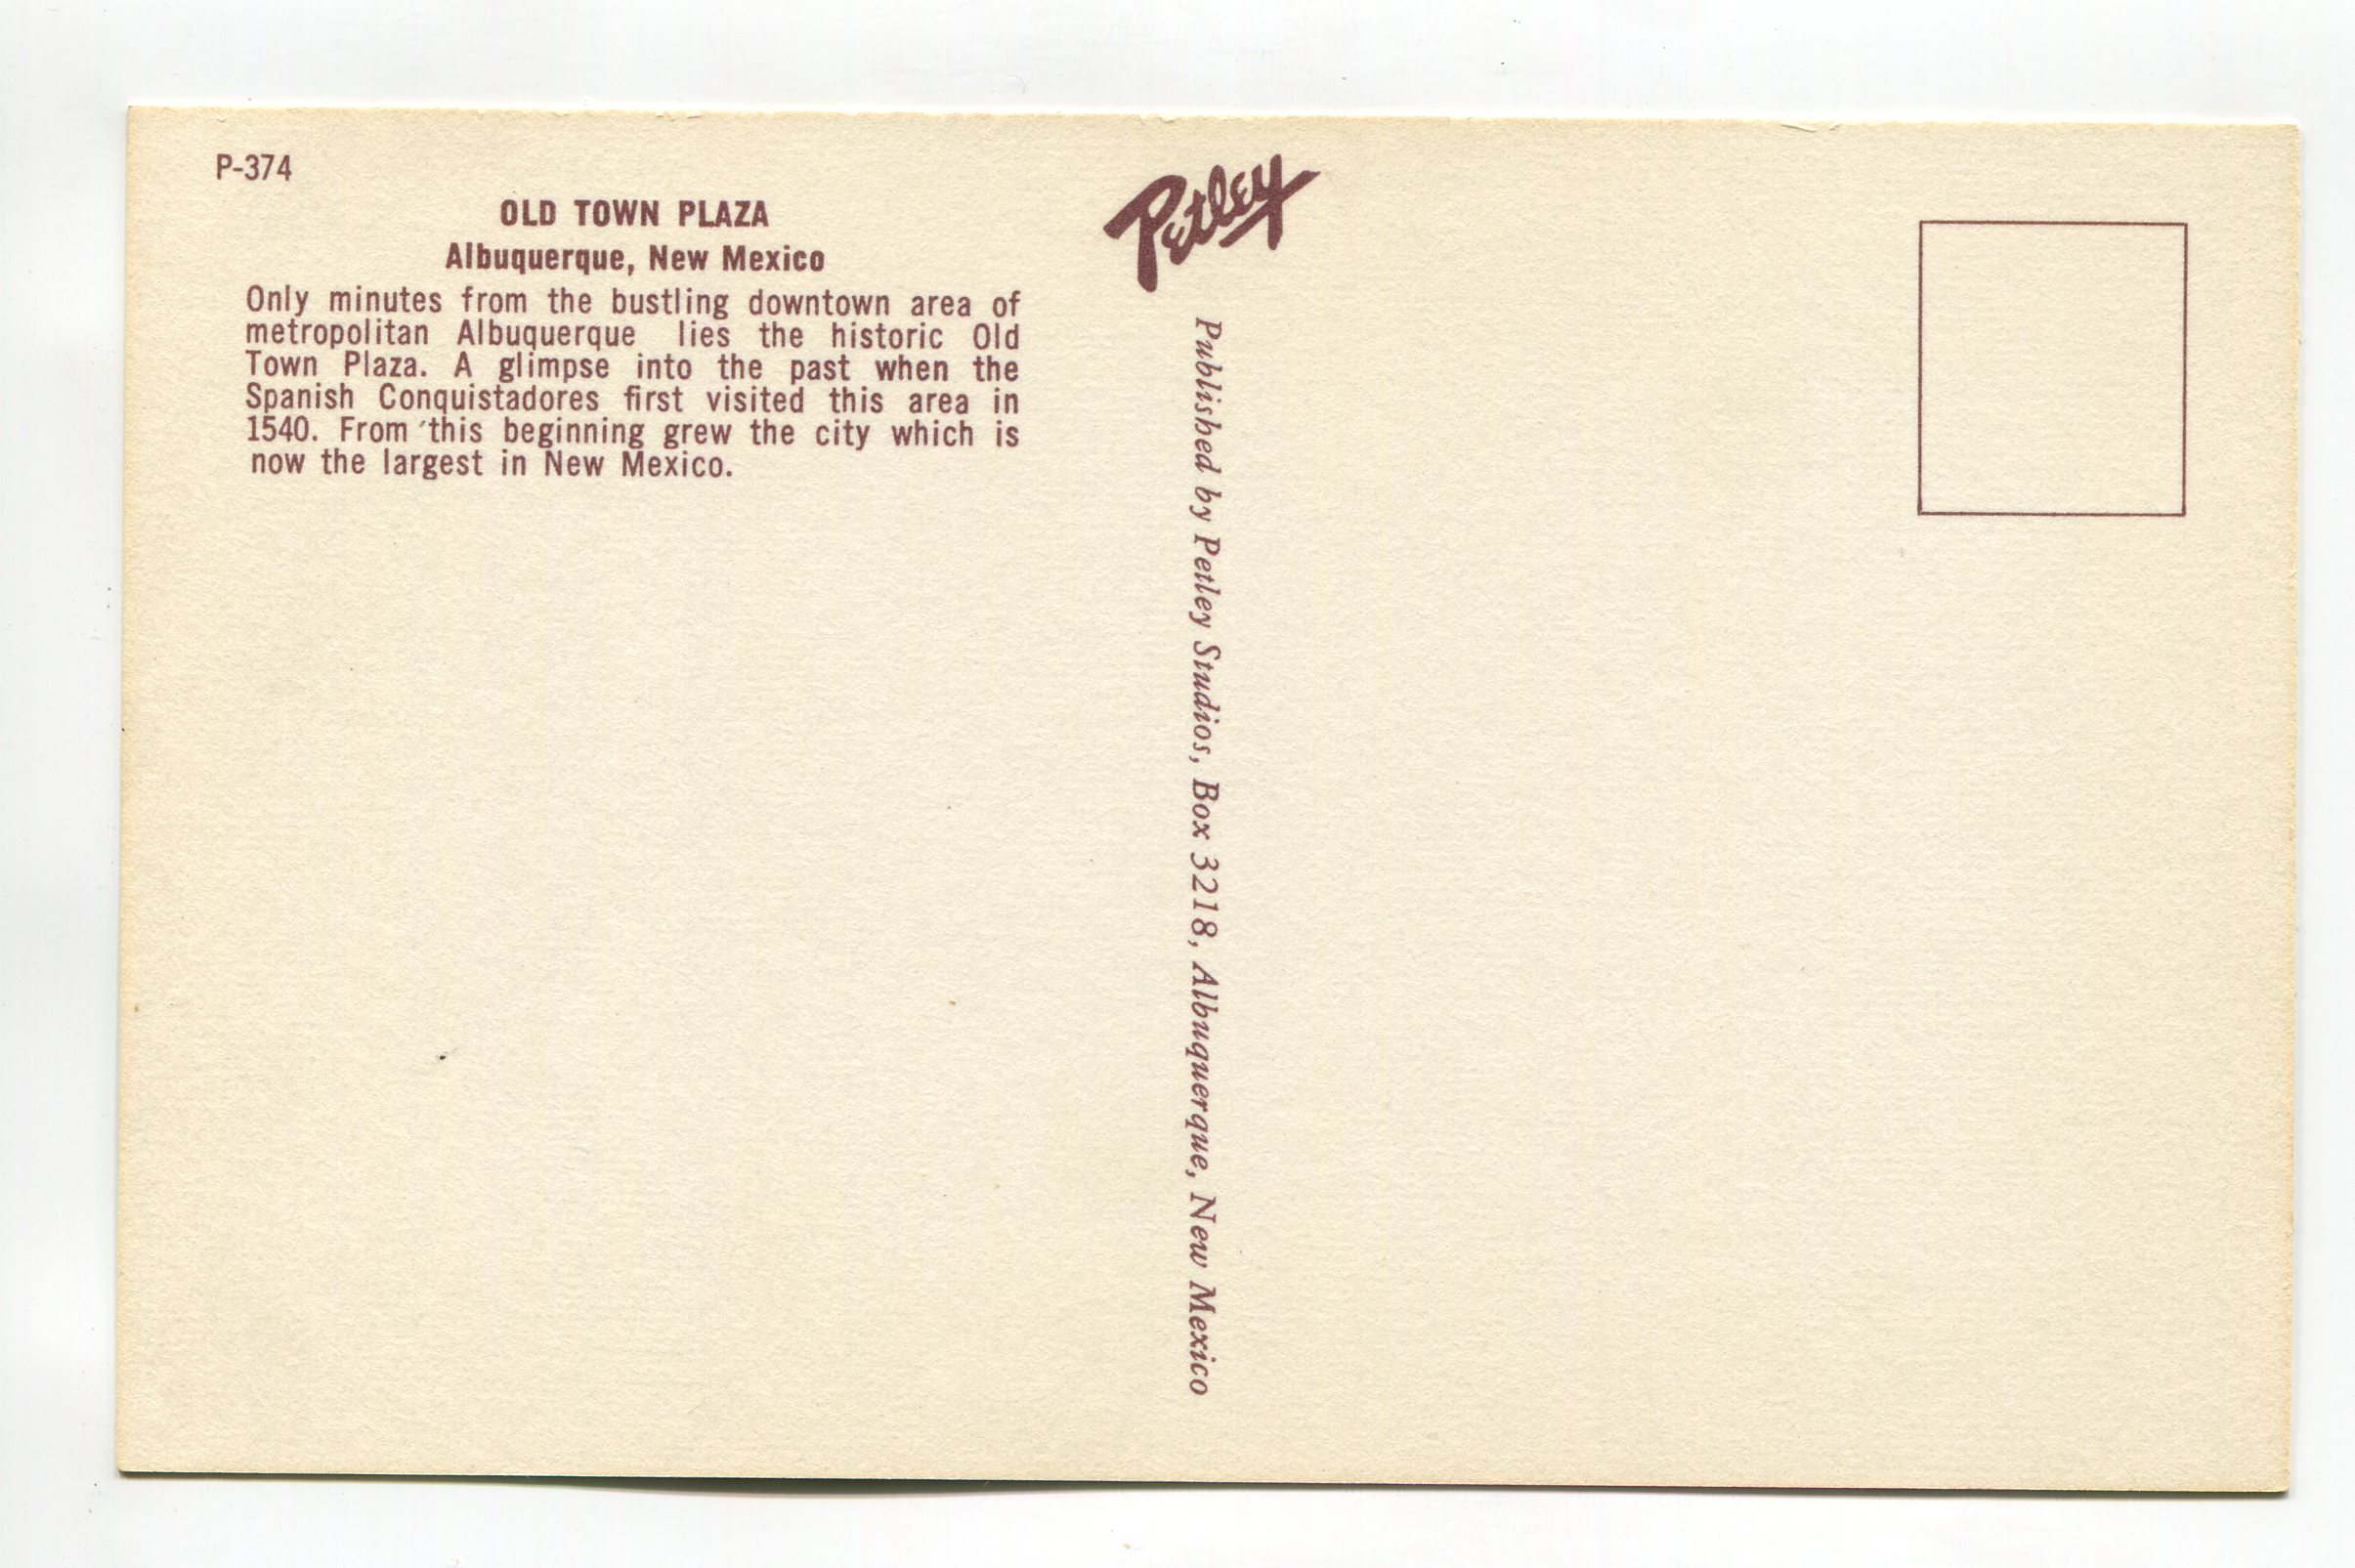 P-374
OLD TOWN PLAZA
Albuquerque, New Mexico
Only minutes from the bustling downtown area of
metropolitan Albuquerque lies the historic Old
Town Plaza. A glimpse into the past when the
Spanish Conquistadores first visited this area in
1540. From this beginning grew the city which is
now the largest in New Mexico.
Petley
Published by Petley Studios, Box 3218, Albuquerque, New Mexico